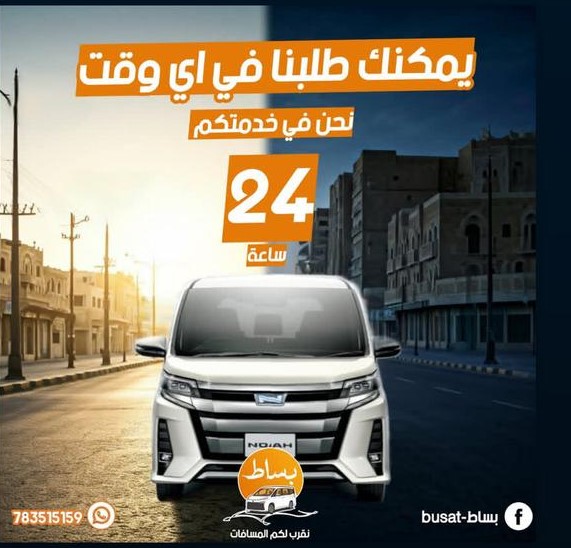 يمكنك طلبنا في اي وقت
نحن في خدمتكم
24
ساعة
NOAH
بساط
نقرب لكم المسافات
783515159
بساط-busat